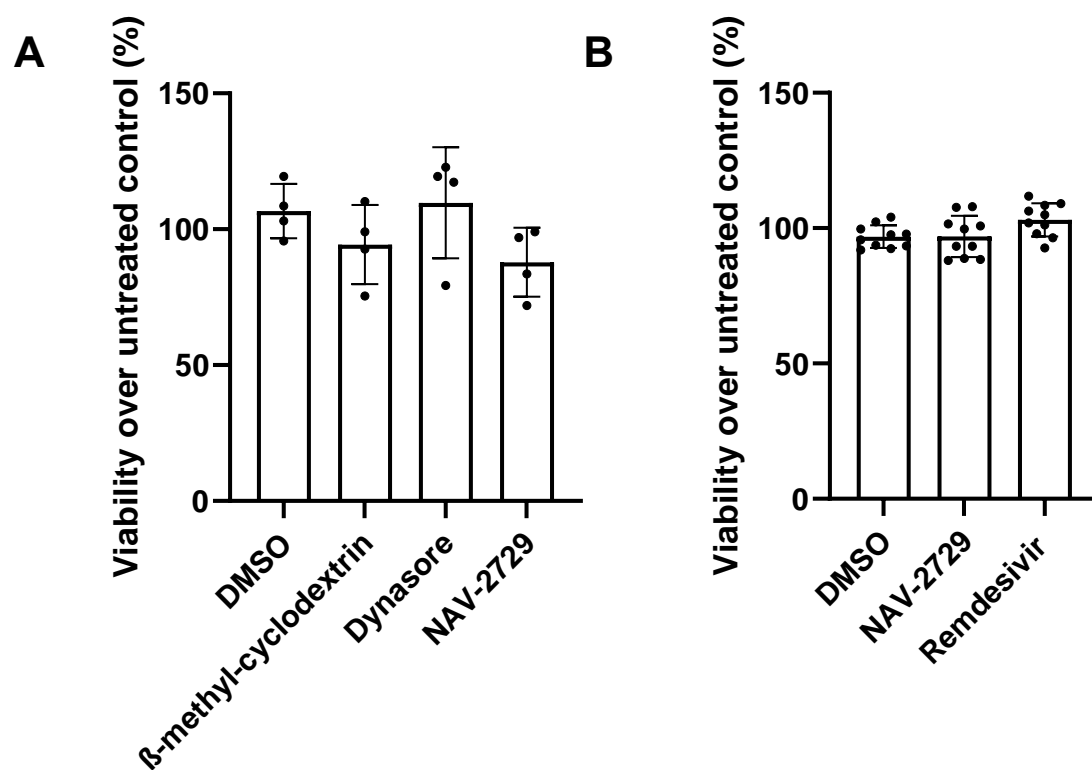 A
Viability over untreated control (%)
150
100
50
0
DMSO
ß-methyl-cyclodextrin
Dynasore
NAV-2729
B
Viability over untreated control (%)
150
100
50
0
DMSO
NAV-2729
Remdesivir